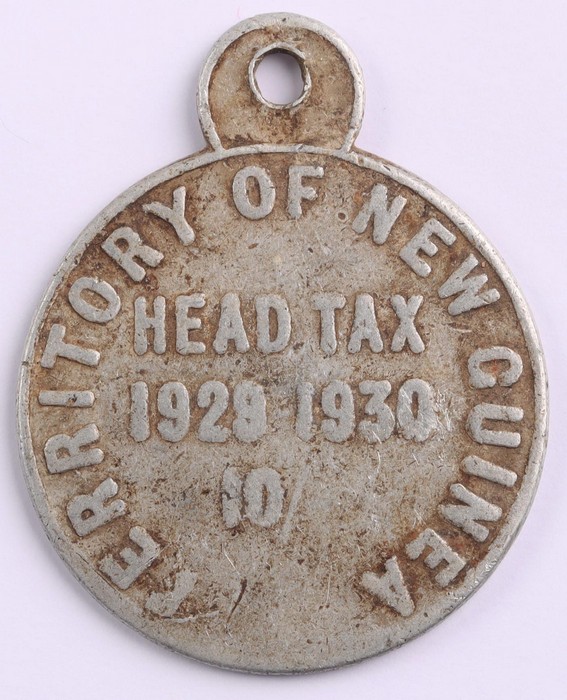 TERRITORY OF NEW GUINEA
HEAD TAX
1929 1930
10/